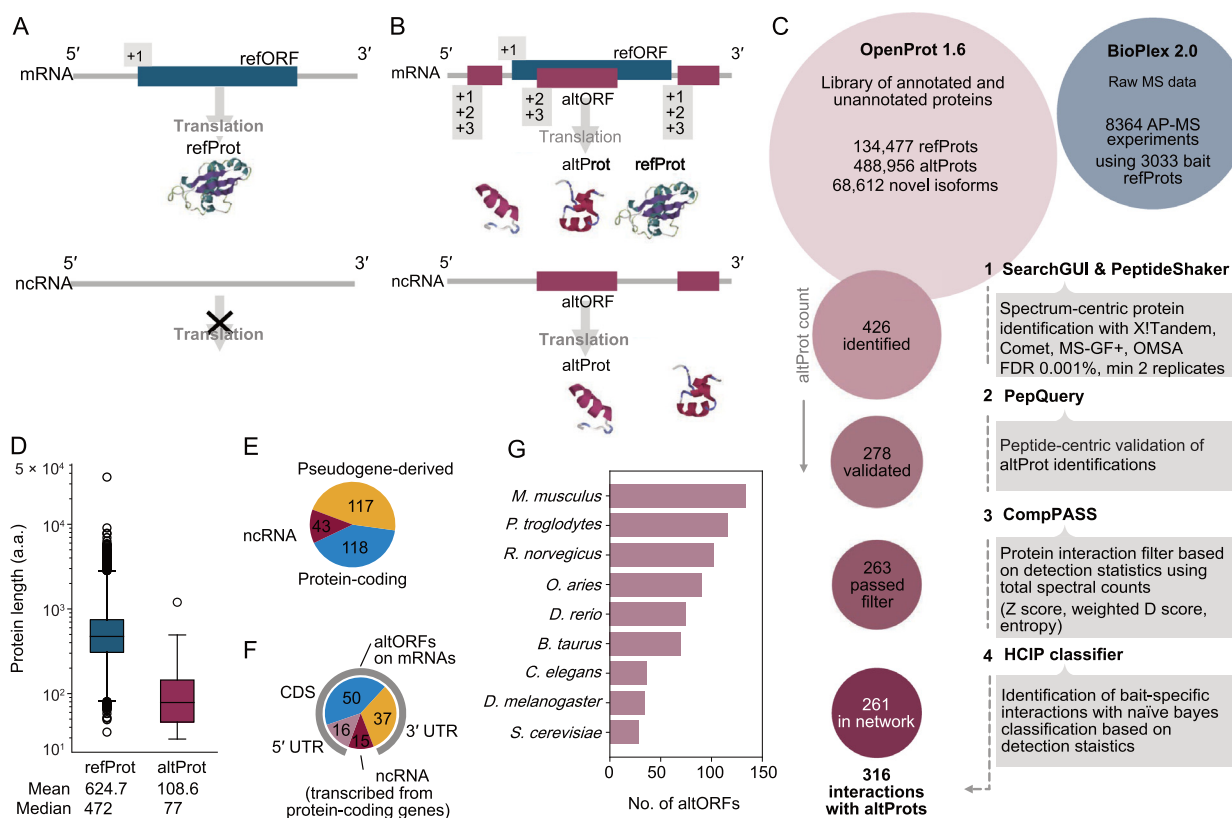 A
5′
3′
+1
refORF
mRNA
Translation
refProt
5′
3′
ncRNA
Translation
B
5′
3′
+1
refORF
mRNA
+1
+2
+3
+2
+3
altORF
+1
+2
+3
Translation
altProt
refProt
5′
3′
ncRNA
altORF
Translation
altProt
C
OpenProt 1.6
Library of annotated and
unannotated proteins
134,477 refProts
488,956 altProts
68,612 novel isoforms
BioPlex 2.0
Raw MS data
8364 AP-MS
experiments
using 3033 bait
refProts
altProt count
426
identified
278
validated
263
passed
filter
261
in network
316
interactions
with altProts
1 SearchGUI & PeptideShaker
Spectrum-centric protein
identification with X!Tandem,
Comet, MS-GF+, OMSA
FDR 0.001%, min 2 replicates
2 PepQuery
Peptide-centric validation of
altProt identifications
3 CompPASS
Protein interaction filter based
on detection statistics using
total spectral counts
(Z score, weighted D score,
entropy)
4 HCIP classifier
Identification of bait-specific
interactions with naïve bayes
classification based on
detection staistics
D
Protein length (a.a.)
5 × 10⁴
10⁴
10³
10²
10¹
refProt altProt
Mean 624.7 108.6
Median 472 77
E
Pseudogene-derived
117
ncRNA
43
118
Protein-coding
F
altORFs
on mRNAs
CDS
50
37
16
15
5′ UTR
3′ UTR
ncRNA
(transcribed from
protein-coding genes)
G
M. musculus
P. troglodytes
R. norvegicus
O. aries
D. rerio
B. taurus
C. elegans
D. melanogaster
S. cerevisiae
0 50 100 150
No. of altORFs